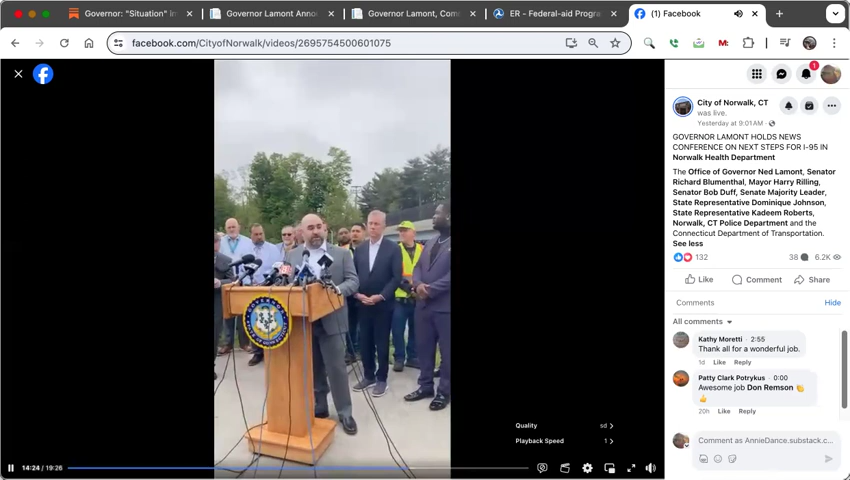 Governor: "Situation" In
Governor Lamont Anno
Governor Lamont, Com
ER - Federal-aid Progra
(1) Facebook
facebook.com/CityofNorwalk/videos/2695754500601075
M:
1
City of Norwalk, CT
was live.
Yesterday at 9:01 AM ·
GOVERNOR LAMONT HOLDS NEWS
CONFERENCE ON NEXT STEPS FOR I-95 IN
Norwalk Health Department
The Office of Governor Ned Lamont, Senator
Richard Blumenthal, Mayor Harry Rilling,
Senator Bob Duff, Senate Majority Leader,
State Representative Dominique Johnson,
State Representative Kadeem Roberts,
Norwalk, CT Police Department and the
Connecticut Department of Transportation.
See less
132
38
6.2K
Like
Comment
Share
Comments
Hide
All comments
Kathy Moretti · 2:55
Thank all for a wonderful job.
1d Like Reply
Patty Clark Potrykus · 0:00
Awesome job Don Remson 👏
👍
20h Like Reply
Comment as AnnieDance.substack.c...
GOVERNOR
Quality sd
Playback Speed 1
14:24 / 19:26